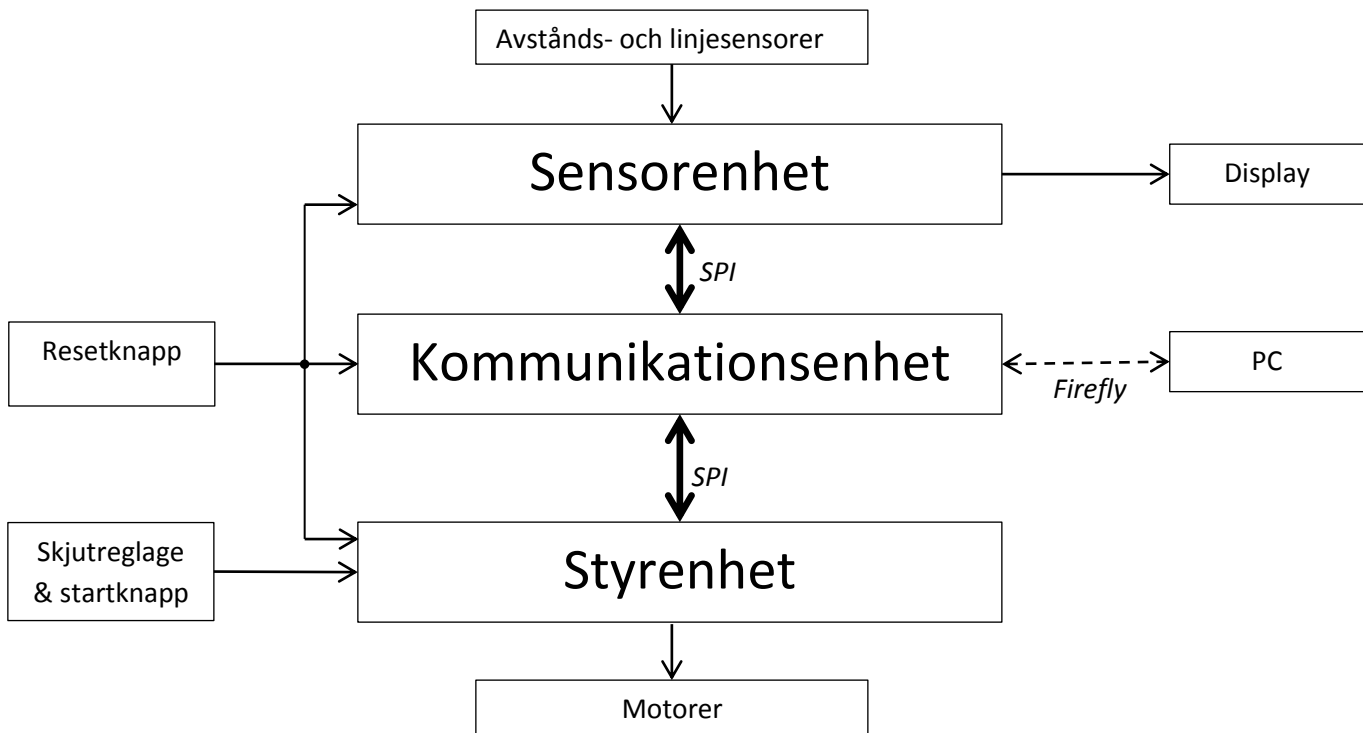 Avstånds- och linjesensorer
Sensorenhet
Display
SPI
Resetknapp
Kommunikationsenhet
Firefly
PC
SPI
Skjutreglage
& startknapp
Styrenhet
Motorer